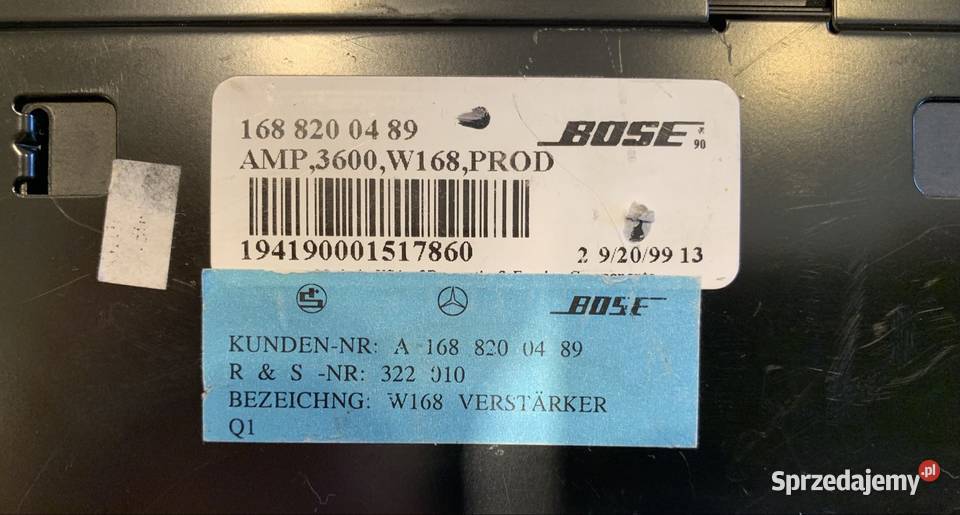 168 820 04 89
BOSE
90
AMP,3600,W168,PROD
194190001517860
2 9/20/99 13
BOSE
KUNDEN-NR: A 168 820 04 89
R & S -NR: 322 010
BEZEICHNG: W168 VERSTÄRKER
Q1
Sprzedajemy.pl